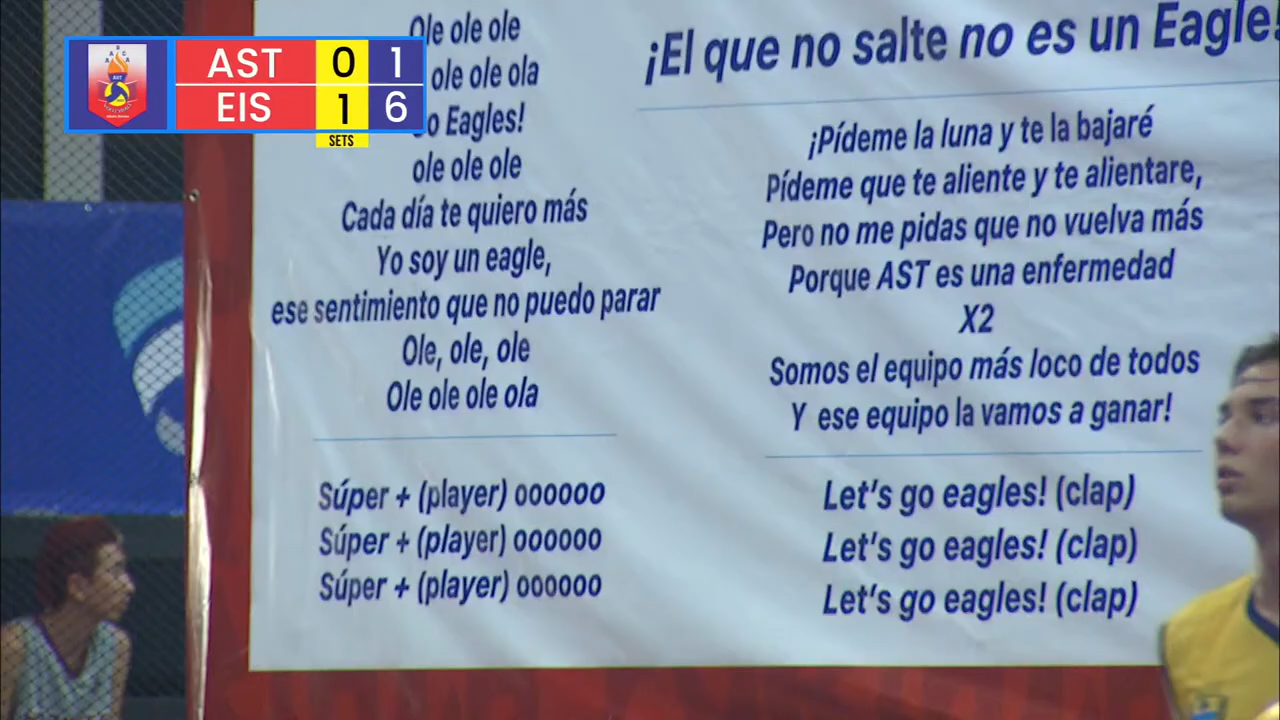 AST 0 1
EIS 1 6
SETS
AST
Ole ole ole
ole ole ola
Go Eagles!
ole ole ole
Cada día te quiero más
Yo soy un eagle,
ese sentimiento que no puedo parar
Ole, ole, ole
Ole ole ole ola
Súper + (player) oooooo
Súper + (player) oooooo
Súper + (player) oooooo
¡El que no salte no es un Eagle!
¡Pídeme la luna y te la bajaré
Pídeme que te aliente y te alientare,
Pero no me pidas que no vuelva más
Porque AST es una enfermedad
X2
Somos el equipo más loco de todos
Y ese equipo la vamos a ganar!
Let's go eagles! (clap)
Let's go eagles! (clap)
Let's go eagles! (clap)